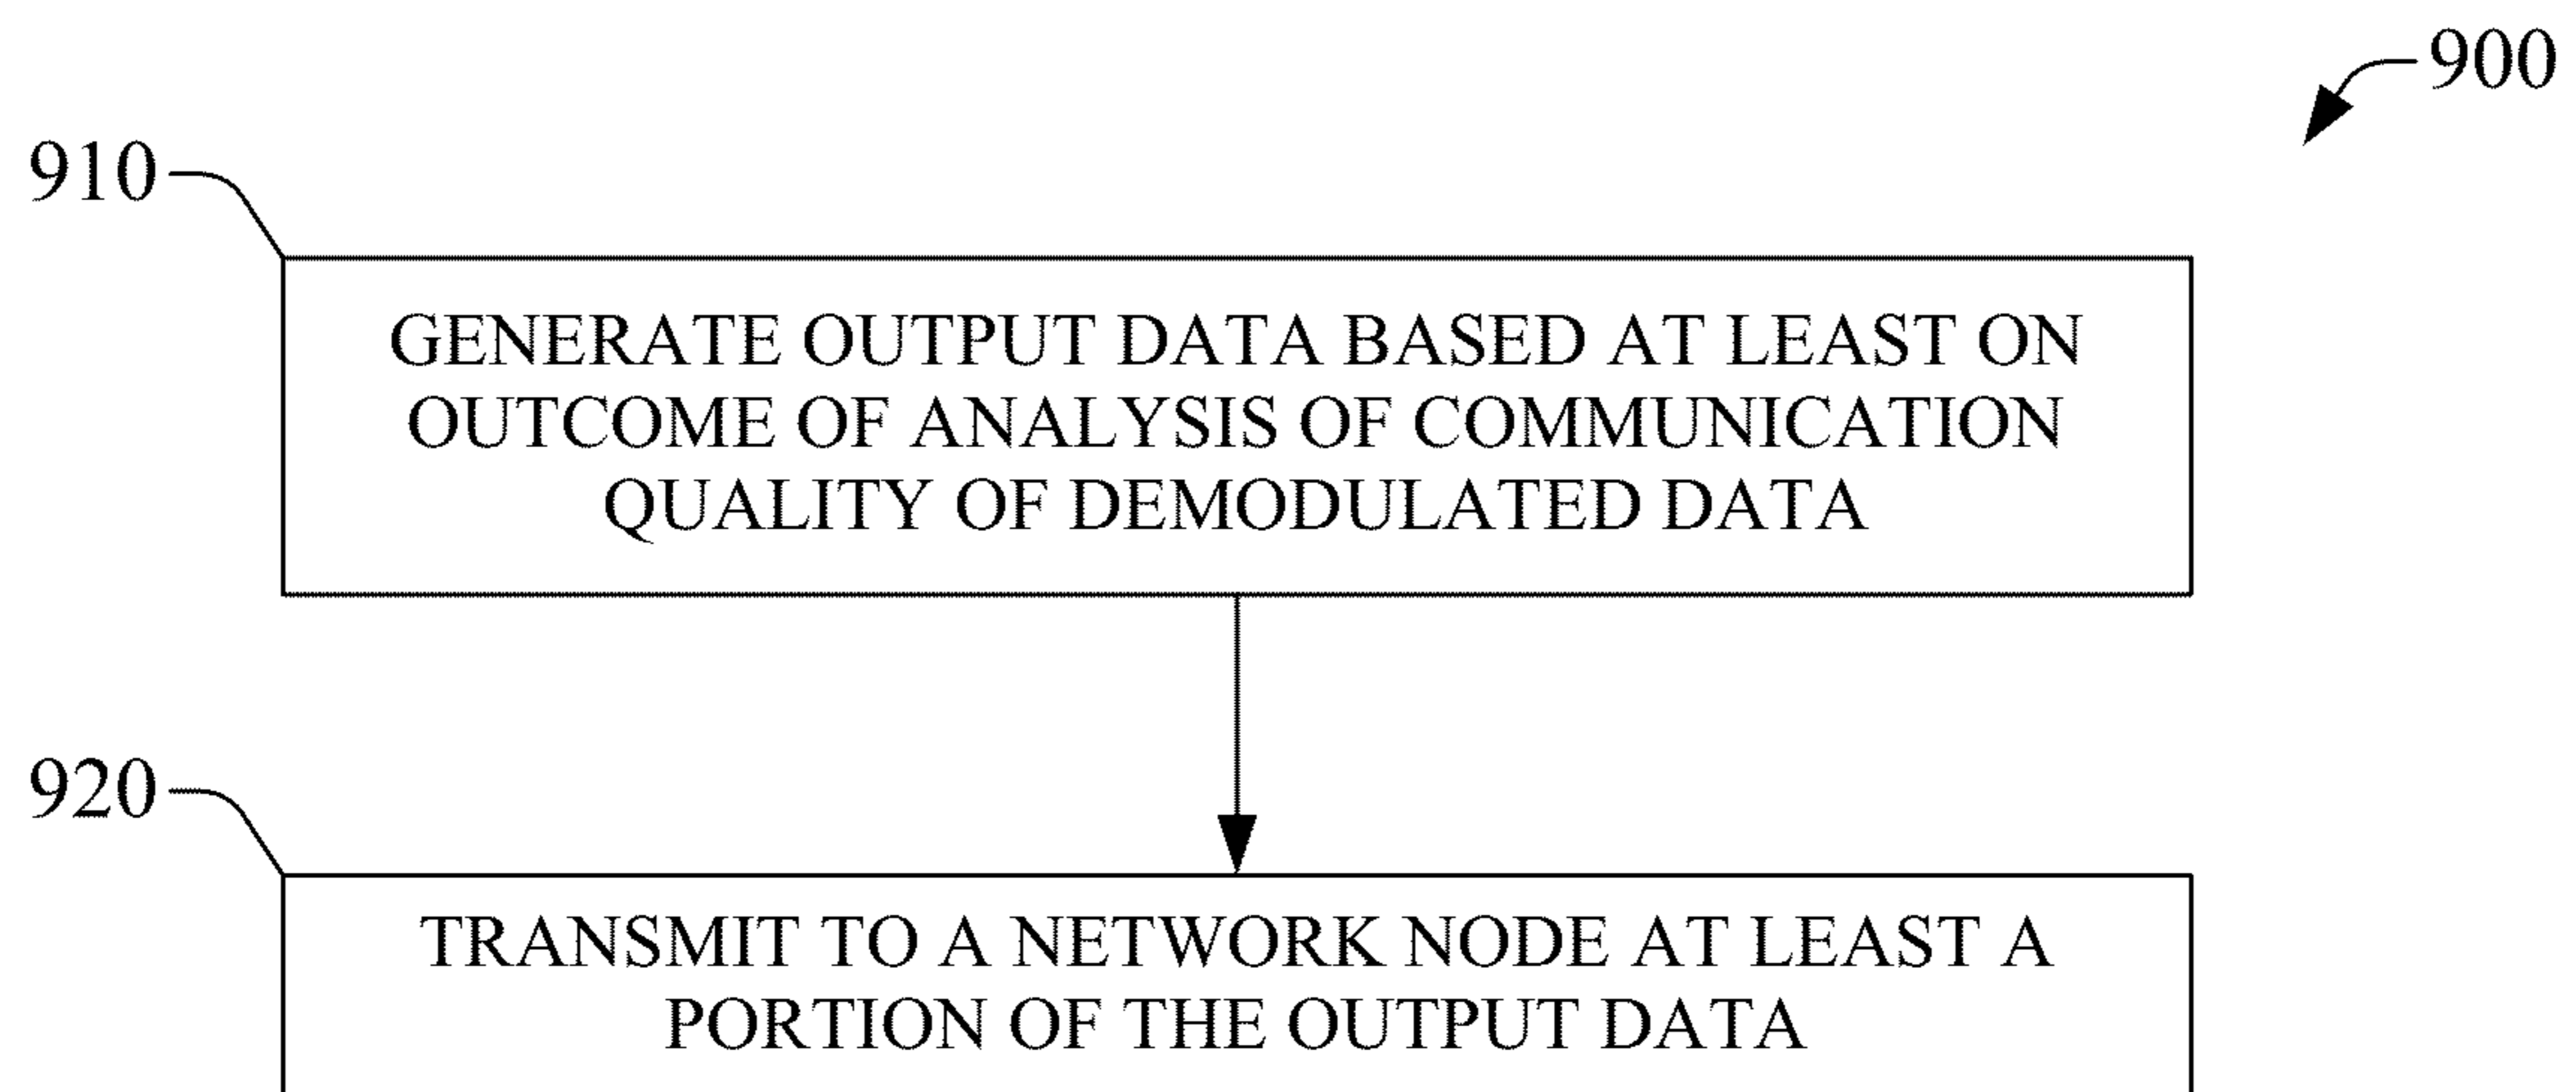 900
910
GENERATE OUTPUT DATA BASED AT LEAST ON
OUTCOME OF ANALYSIS OF COMMUNICATION
QUALITY OF DEMODULATED DATA
920
TRANSMIT TO A NETWORK NODE AT LEAST A
PORTION OF THE OUTPUT DATA